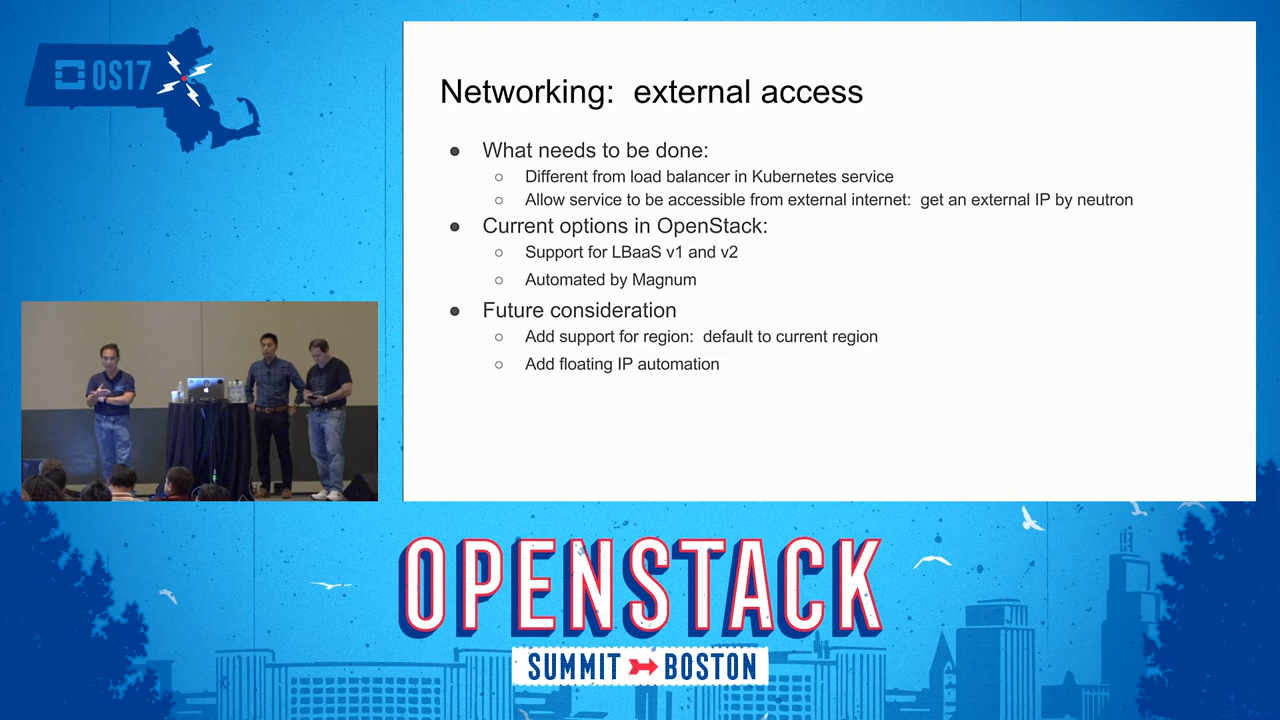 OS17
Networking: external access
● What needs to be done:
○ Different from load balancer in Kubernetes service
○ Allow service to be accessible from external internet: get an external IP by neutron
● Current options in OpenStack:
○ Support for LBaaS v1 and v2
○ Automated by Magnum
● Future consideration
○ Add support for region: default to current region
○ Add floating IP automation
OPENSTACK
SUMMIT BOSTON